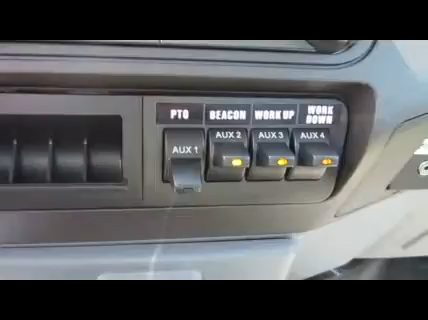 PTO
BEACON
WORK UP
WORK
DOWN
AUX 1
AUX 2
AUX 3
AUX 4